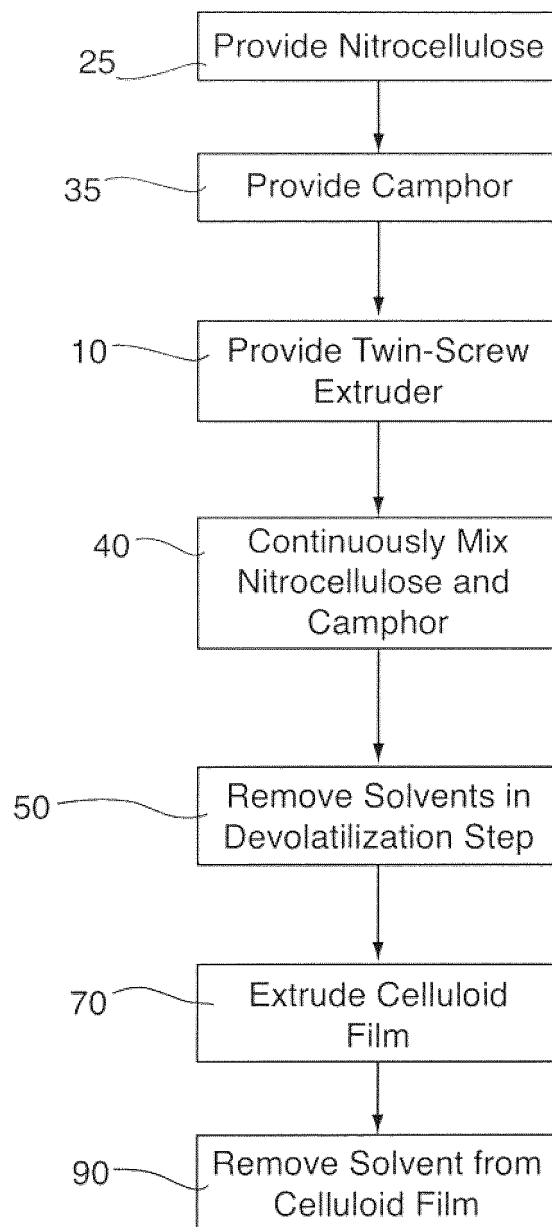 25
Provide Nitrocellulose
35
Provide Camphor
10
Provide Twin-Screw
Extruder
40
Continuously Mix
Nitrocellulose and
Camphor
50
Remove Solvents in
Devolatilization Step
70
Extrude Celluloid
Film
90
Remove Solvent from
Celluloid Film